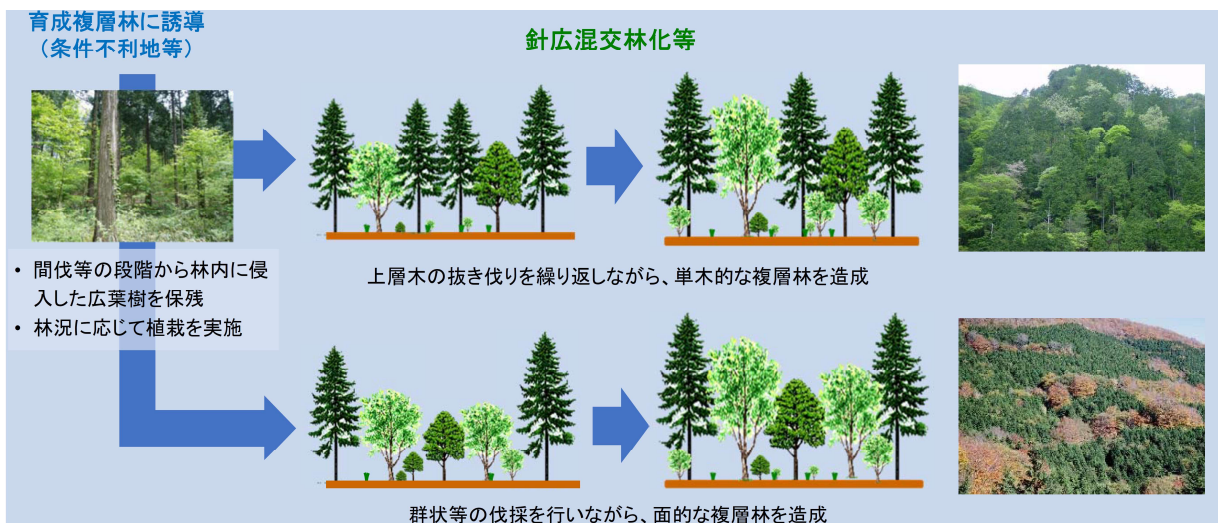 育成複層林に誘導
（条件不利地等）
針広混交林化等
• 間伐等の段階から林内に侵
入した広葉樹を保残
• 林況に応じて植栽を実施
上層木の抜き伐りを繰り返しながら、単木的な複層林を造成
群状等の伐採を行いながら、面的な複層林を造成